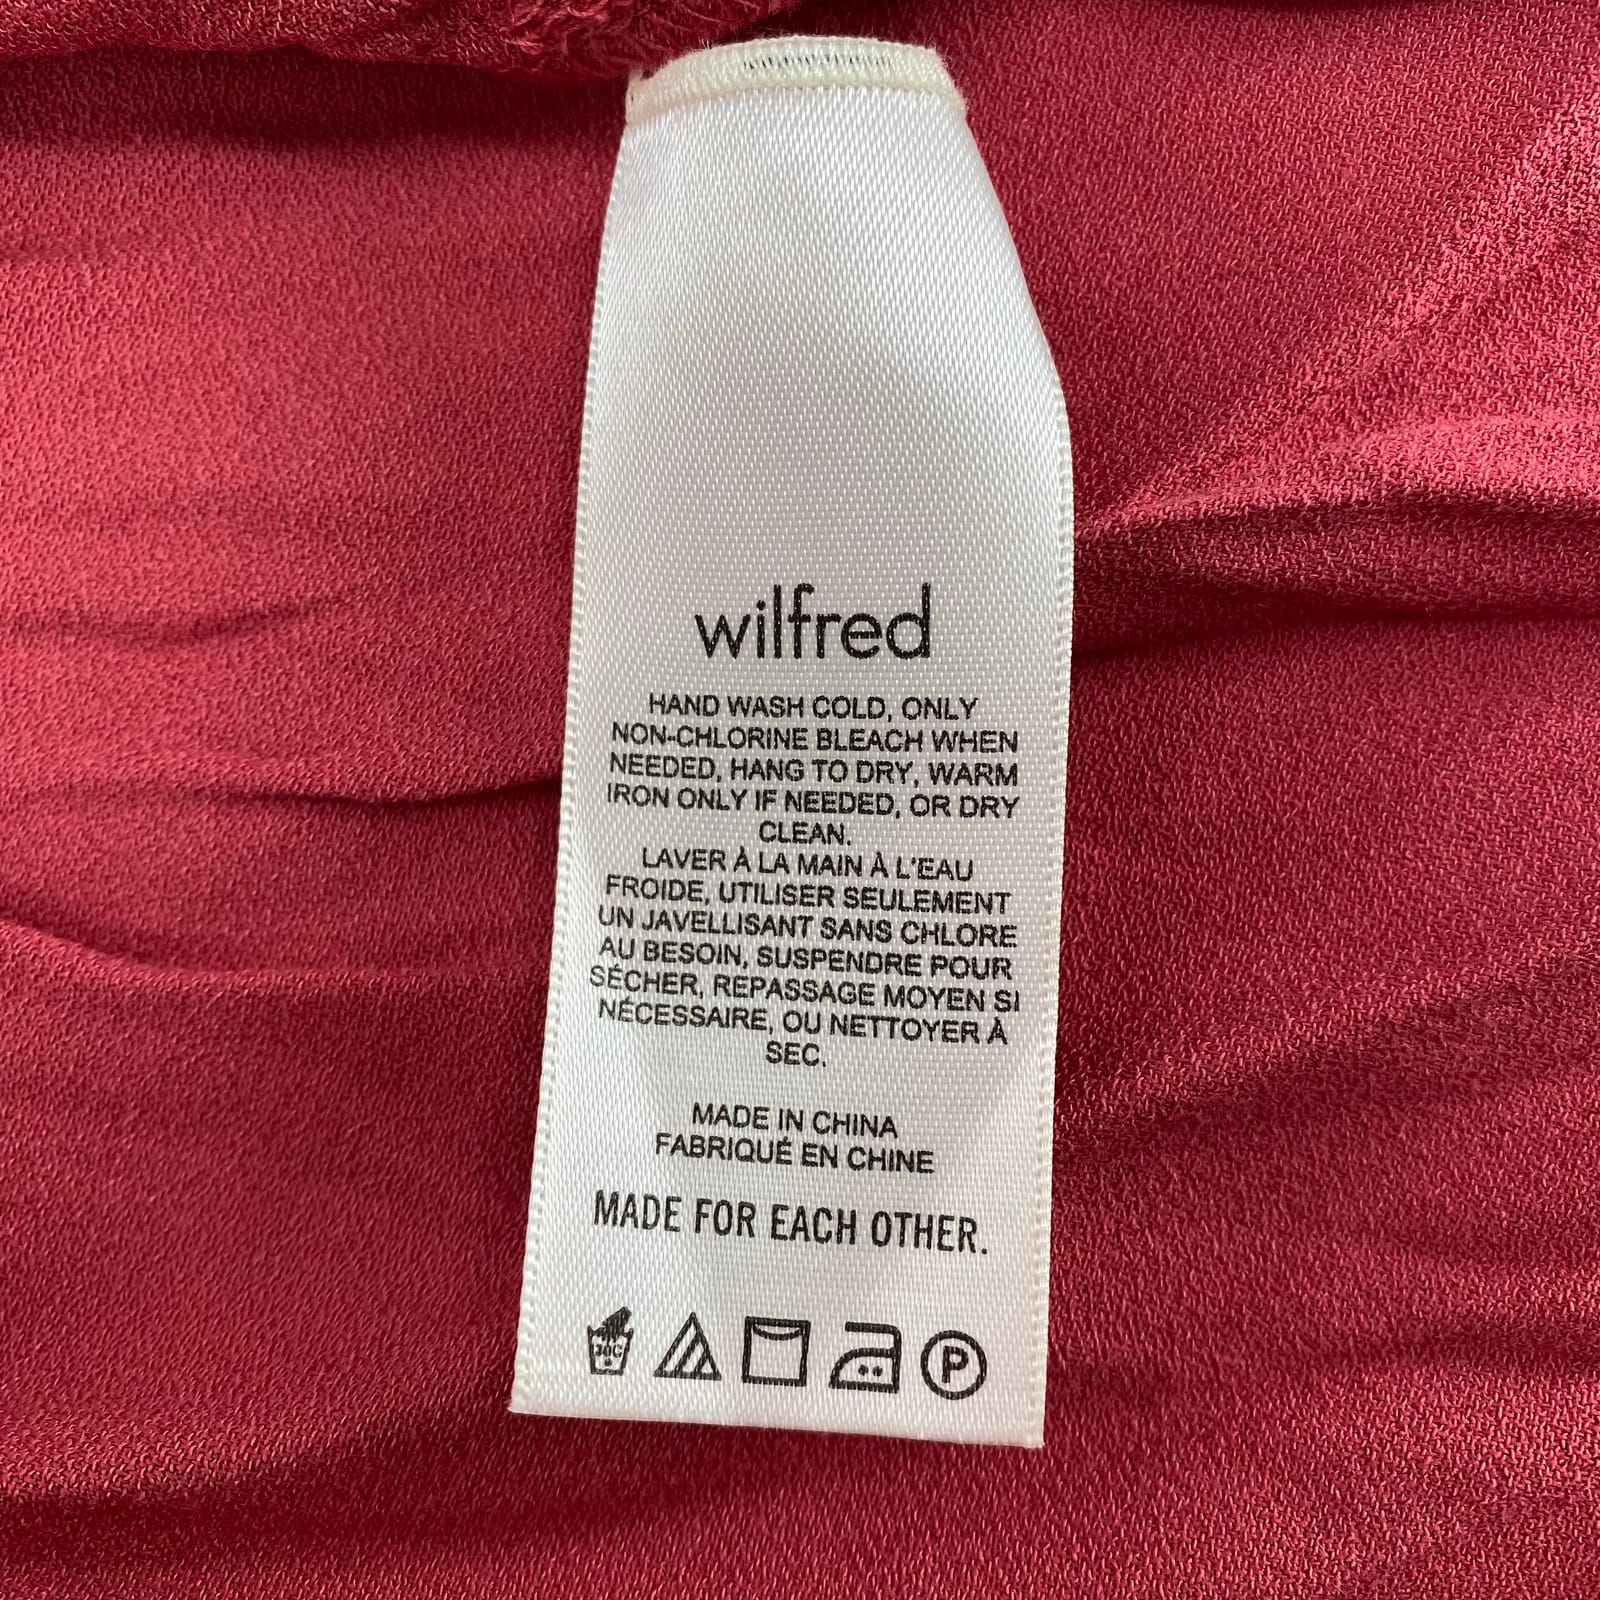 wilfred
HAND WASH COLD, ONLY
NON-CHLORINE BLEACH WHEN
NEEDED, HANG TO DRY, WARM
IRON ONLY IF NEEDED, OR DRY
CLEAN.
LAVER À LA MAIN À L'EAU
FROIDE, UTILISER SEULEMENT
UN JAVELLISANT SANS CHLORE
AU BESOIN, SUSPENDRE POUR
SÉCHER, REPASSAGE MOYEN SI
NÉCESSAIRE, OU NETTOYER À
SEC.
MADE IN CHINA
FABRIQUÉ EN CHINE
MADE FOR EACH OTHER.
30C P